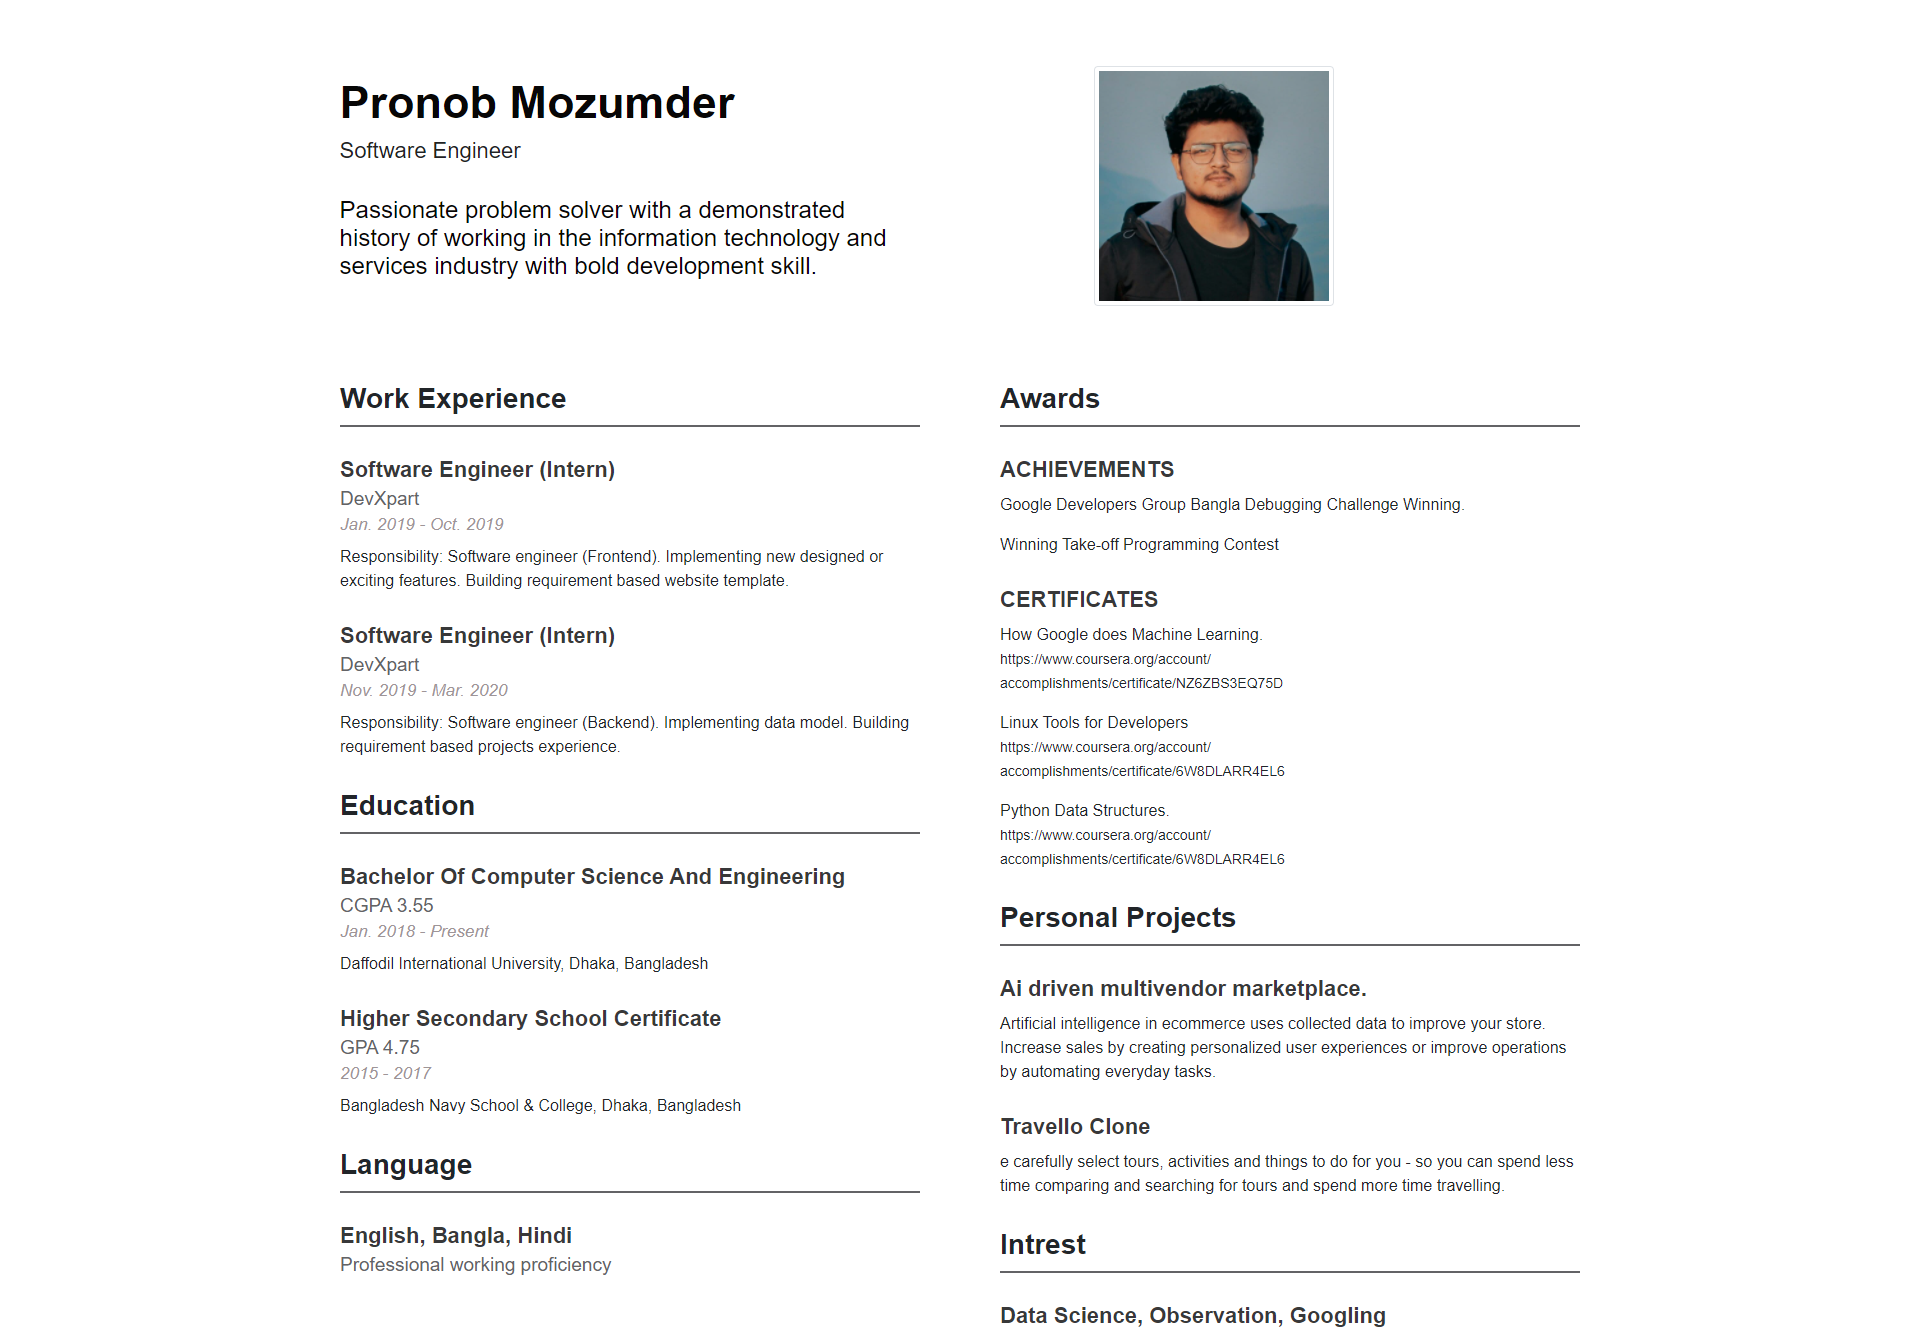 Pronob Mozumder
Software Engineer
Passionate problem solver with a demonstrated
history of working in the information technology and
services industry with bold development skill.
Work Experience
Software Engineer (Intern)
DevXpart
Jan. 2019 - Oct. 2019
Responsibility: Software engineer (Frontend). Implementing new designed or
exciting features. Building requirement based website template.
Software Engineer (Intern)
DevXpart
Nov. 2019 - Mar. 2020
Responsibility: Software engineer (Backend). Implementing data model. Building
requirement based projects experience.
Education
Bachelor Of Computer Science And Engineering
CGPA 3.55
Jan. 2018 - Present
Daffodil International University, Dhaka, Bangladesh
Higher Secondary School Certificate
GPA 4.75
2015 - 2017
Bangladesh Navy School & College, Dhaka, Bangladesh
Language
English, Bangla, Hindi
Professional working proficiency
Awards
ACHIEVEMENTS
Google Developers Group Bangla Debugging Challenge Winning.
Winning Take-off Programming Contest
CERTIFICATES
How Google does Machine Learning.
https://www.coursera.org/account/
accomplishments/certificate/NZ6ZBS3EQ75D
Linux Tools for Developers
https://www.coursera.org/account/
accomplishments/certificate/6W8DLARR4EL6
Python Data Structures.
https://www.coursera.org/account/
accomplishments/certificate/6W8DLARR4EL6
Personal Projects
Ai driven multivendor marketplace.
Artificial intelligence in ecommerce uses collected data to improve your store.
Increase sales by creating personalized user experiences or improve operations
by automating everyday tasks.
Travello Clone
e carefully select tours, activities and things to do for you - so you can spend less
time comparing and searching for tours and spend more time travelling.
Intrest
Data Science, Observation, Googling